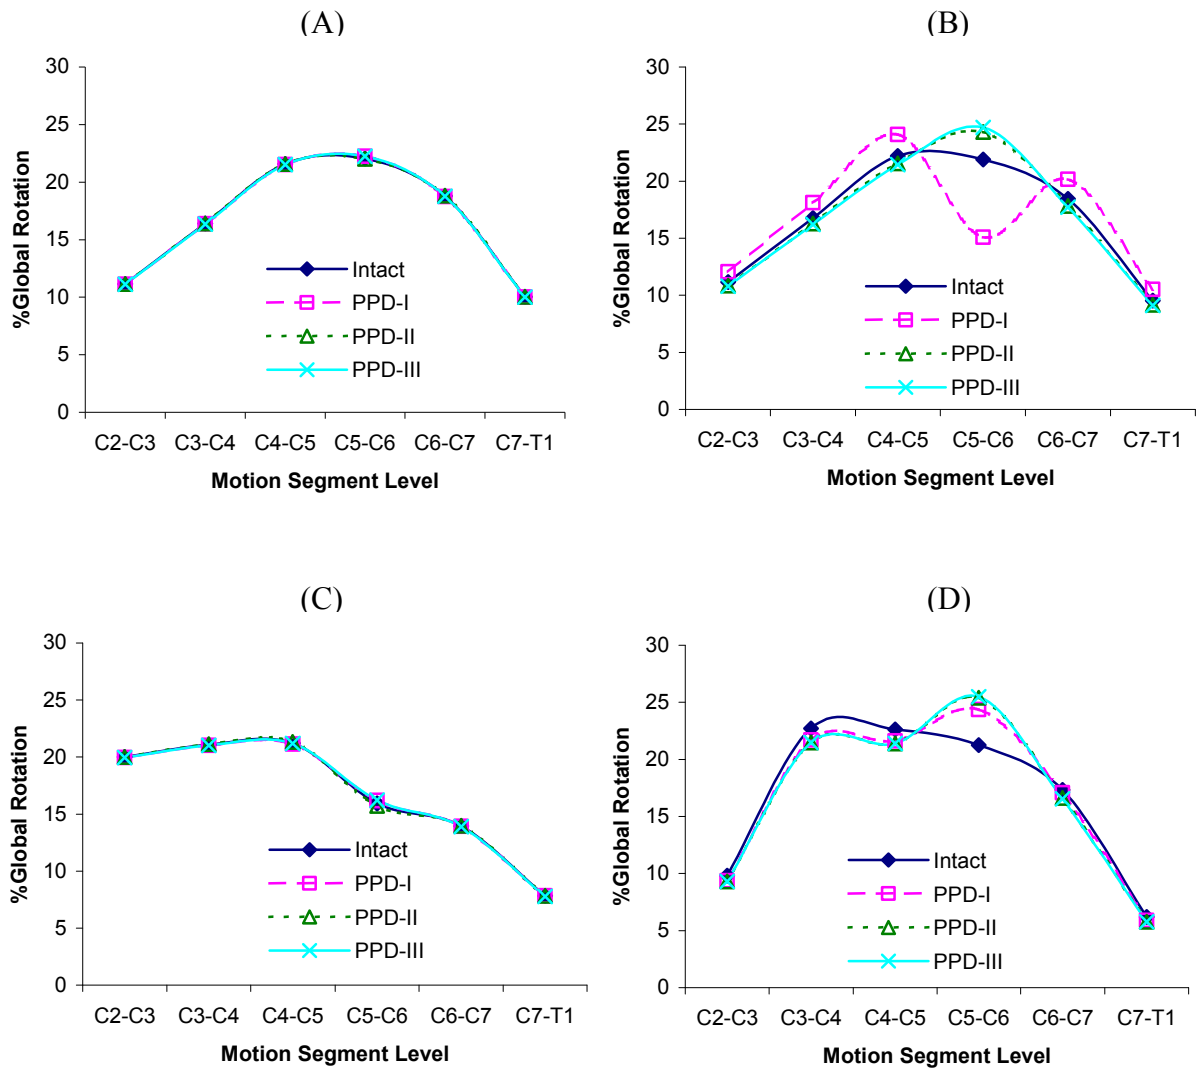 (A)
30
25
20
15
10
5
0
%Global Rotation
Intact
PPD-I
PPD-II
PPD-III
C2-C3 C3-C4 C4-C5 C5-C6 C6-C7 C7-T1
Motion Segment Level
(B)
30
25
20
15
10
5
0
%Global Rotation
Intact
PPD-I
PPD-II
PPD-III
C2-C3 C3-C4 C4-C5 C5-C6 C6-C7 C7-T1
Motion Segment Level
(C)
30
25
20
15
10
5
0
%Global Rotation
Intact
PPD-I
PPD-II
PPD-III
C2-C3 C3-C4 C4-C5 C5-C6 C6-C7 C7-T1
Motion Segment Level
(D)
30
25
20
15
10
5
0
%Global Rotation
Intact
PPD-I
PPD-II
PPD-III
C2-C3 C3-C4 C4-C5 C5-C6 C6-C7 C7-T1
Motion Segment Level